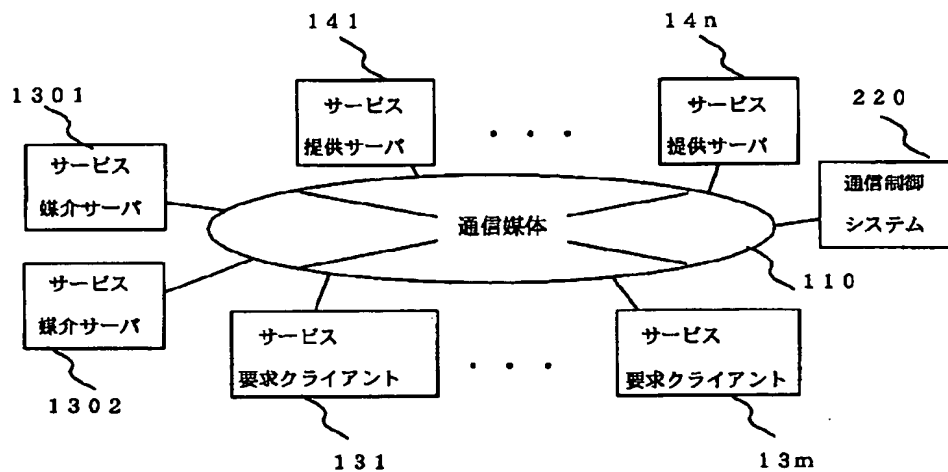 141
14n
1301
220
サービス
提供サーバ
・・・
サービス
提供サーバ
サービス
媒介サーバ
通信制御
システム
通信媒体
サービス
媒介サーバ
110
サービス
要求クライアント
・・・
サービス
要求クライアント
1302
131
13m